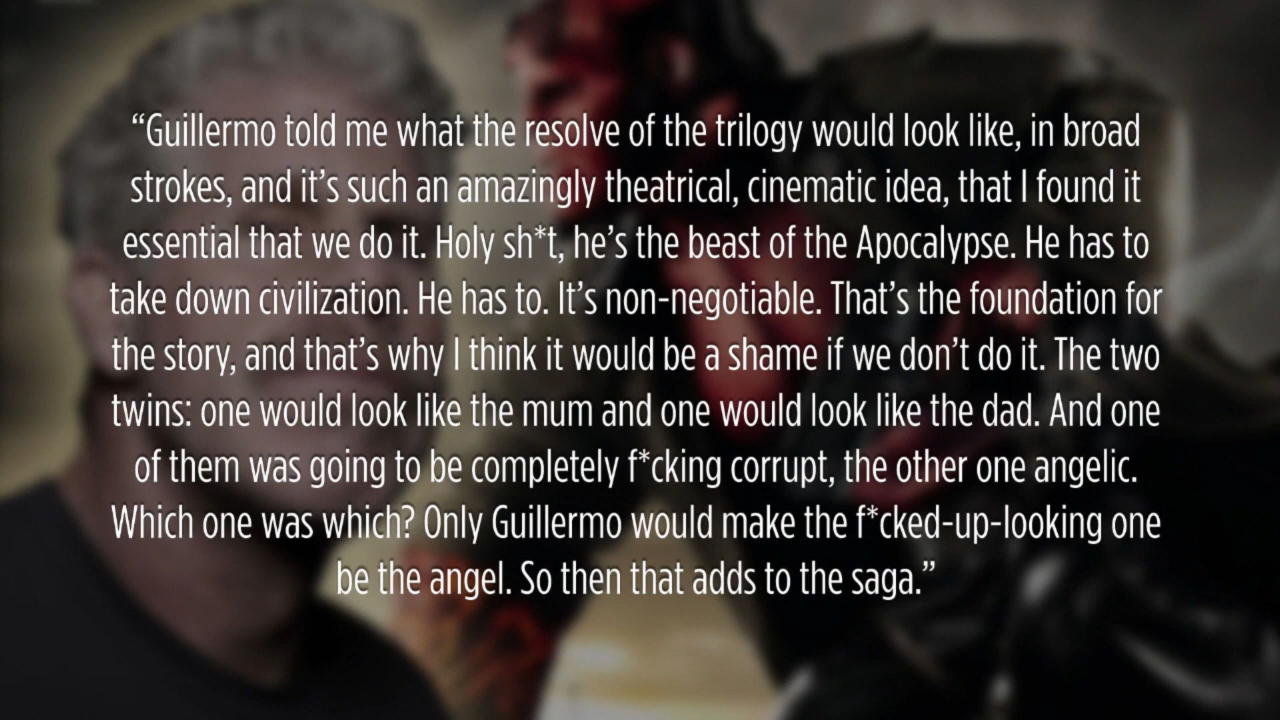 “Guillermo told me what the resolve of the trilogy would look like, in broad
strokes, and it’s such an amazingly theatrical, cinematic idea, that I found it
essential that we do it. Holy sh*t, he’s the beast of the Apocalypse. He has to
take down civilization. He has to. It’s non-negotiable. That’s the foundation for
the story, and that’s why I think it would be a shame if we don’t do it. The two
twins: one would look like the mum and one would look like the dad. And one
of them was going to be completely f*cking corrupt, the other one angelic.
Which one was which? Only Guillermo would make the f*cked-up-looking one
be the angel. So then that adds to the saga.”